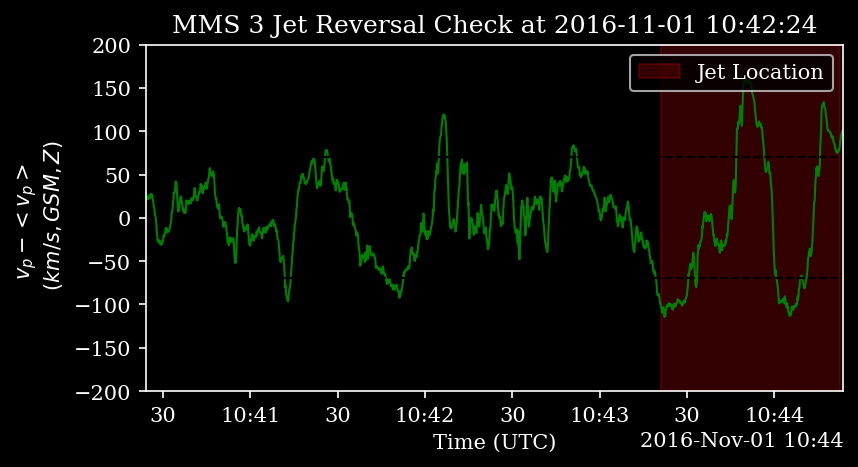 MMS 3 Jet Reversal Check at 2016-11-01 10:42:24
200
150
100
50
0
−50
−100
−150
−200
v_p − < v_p >
(km/s, GSM, Z)
Jet Location
30
10:41
30
10:42
30
10:43
30
10:44
Time (UTC)
2016-Nov-01 10:44